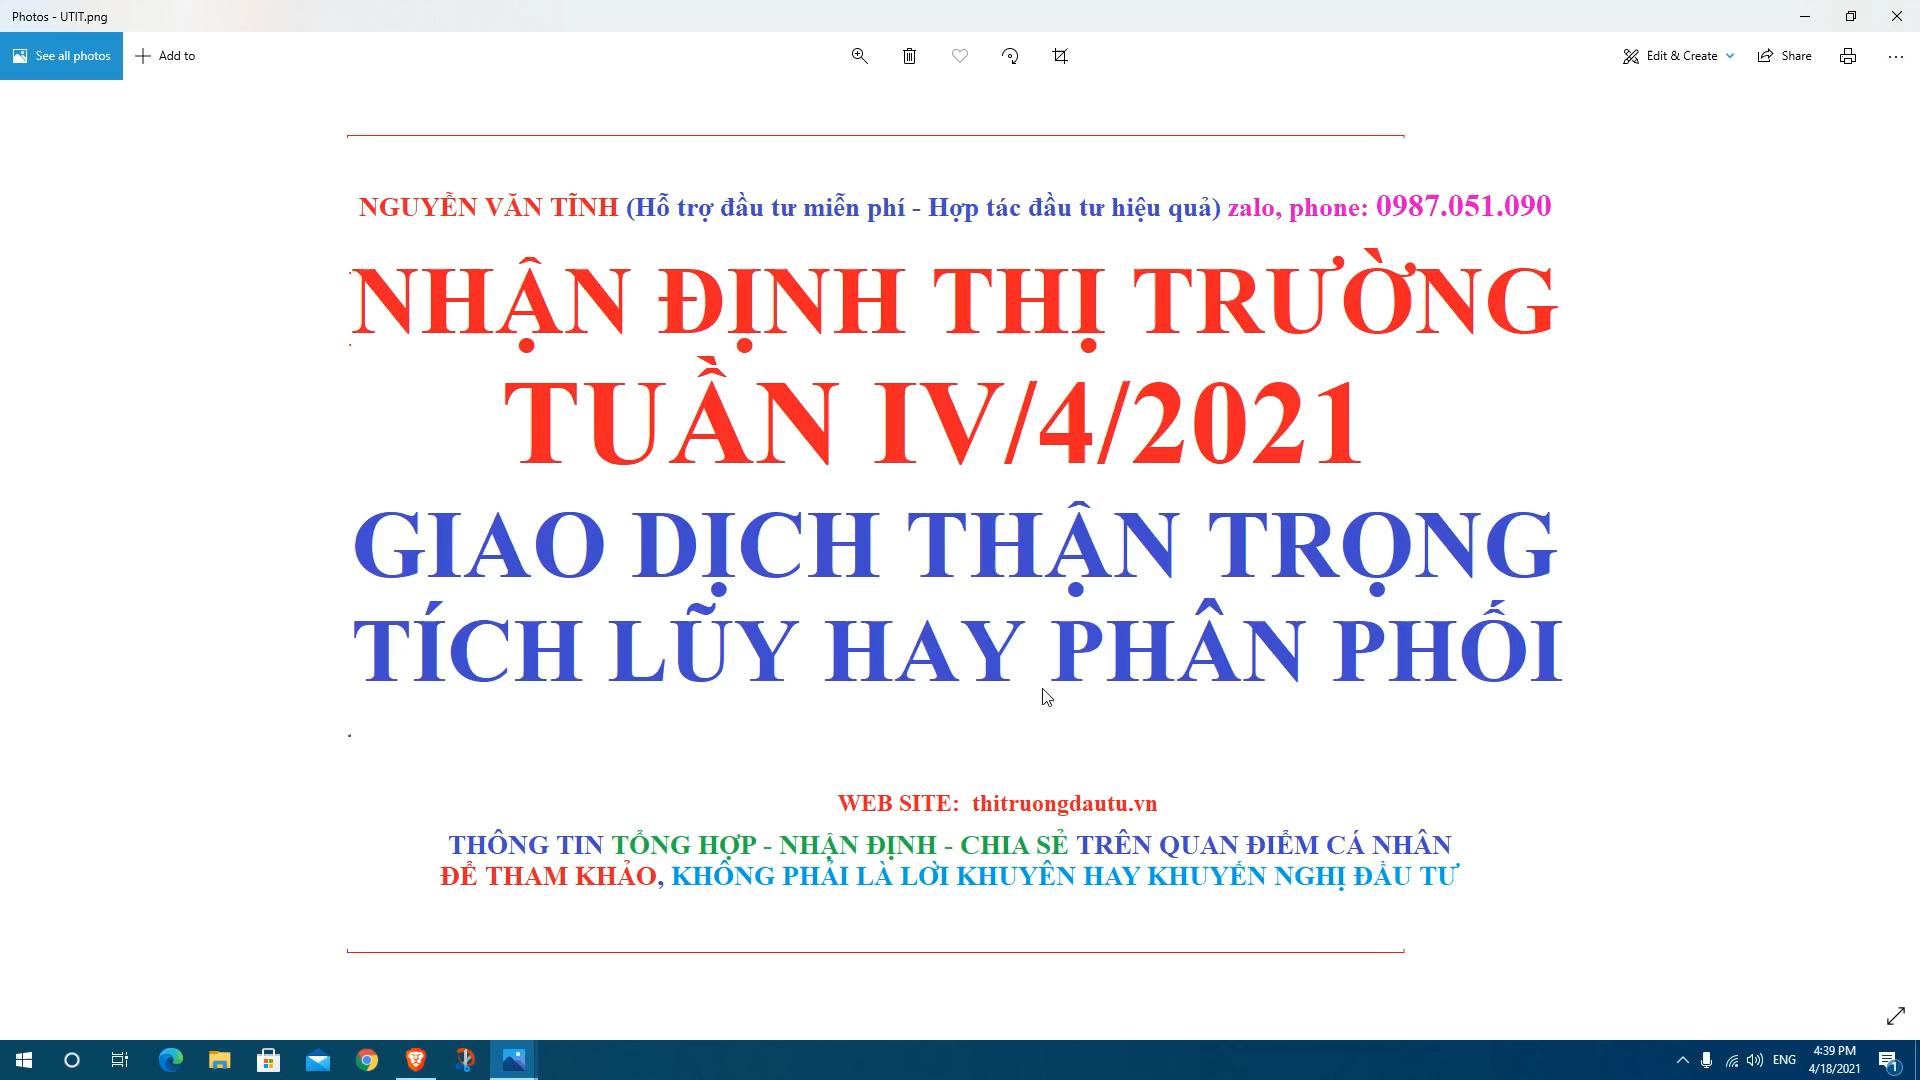 Photos - UTIT.png
See all photos
Add to
Edit & Create
Share
NGUYỄN VĂN TĨNH (Hỗ trợ đầu tư miễn phí - Hợp tác đầu tư hiệu quả) zalo, phone: 0987.051.090
NHẬN ĐỊNH THỊ TRƯỜNG
TUẦN IV/4/2021
GIAO DỊCH THẬN TRỌNG
TÍCH LŨY HAY PHÂN PHỐI
WEB SITE: thitruongdautu.vn
THÔNG TIN TỔNG HỢP - NHẬN ĐỊNH - CHIA SẺ TRÊN QUAN ĐIỂM CÁ NHÂN
ĐỂ THAM KHẢO, KHÔNG PHẢI LÀ LỜI KHUYÊN HAY KHUYẾN NGHỊ ĐẦU TƯ
ENG
4:39 PM
4/18/2021
1